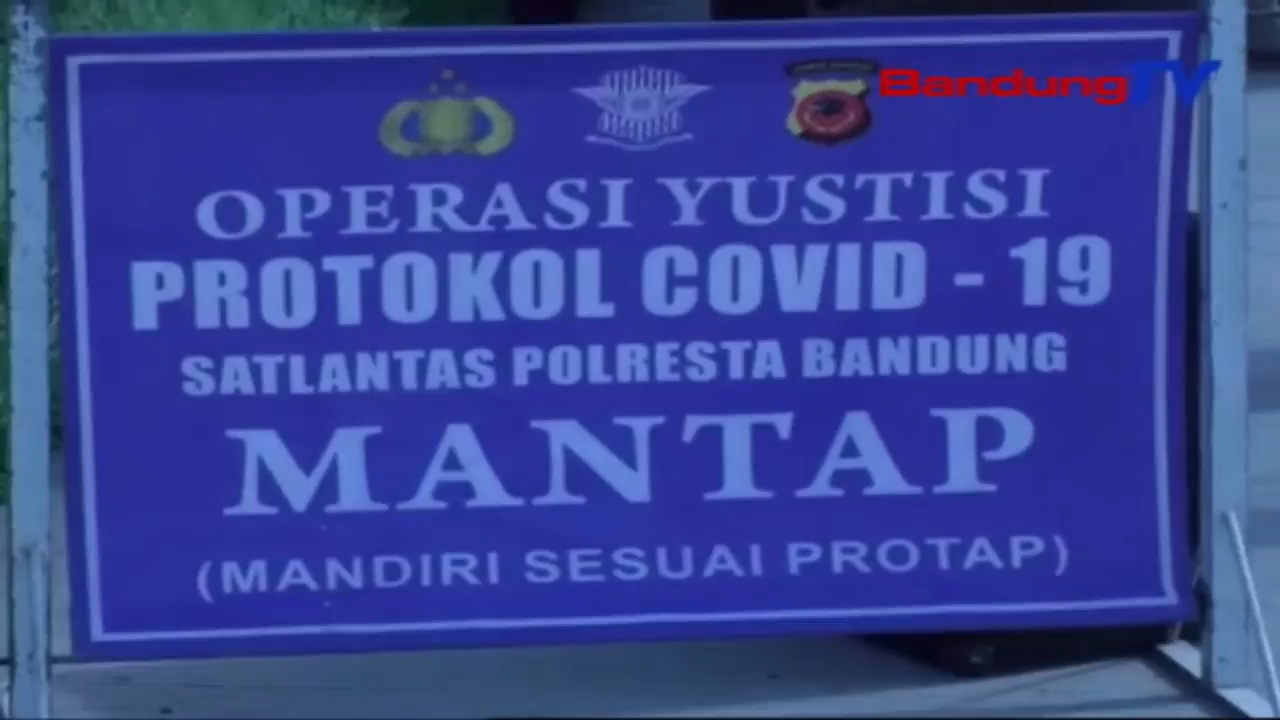 BandungTV
OPERASI YUSTISI
PROTOKOL COVID - 19
SATLANTAS POLRESTA BANDUNG
MANTAP
(MANDIRI SESUAI PROTAP)